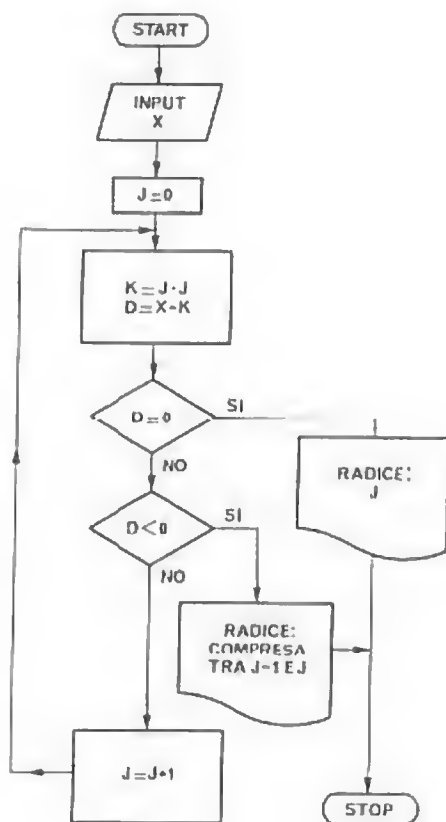 START
INPUT
X
J=0
K=J·J
D=X-K
D=0
SI
NO
RADICE:
J
D<0
SI
NO
RADICE:
COMPRESA
TRA J-1 E J
J=J+1
STOP